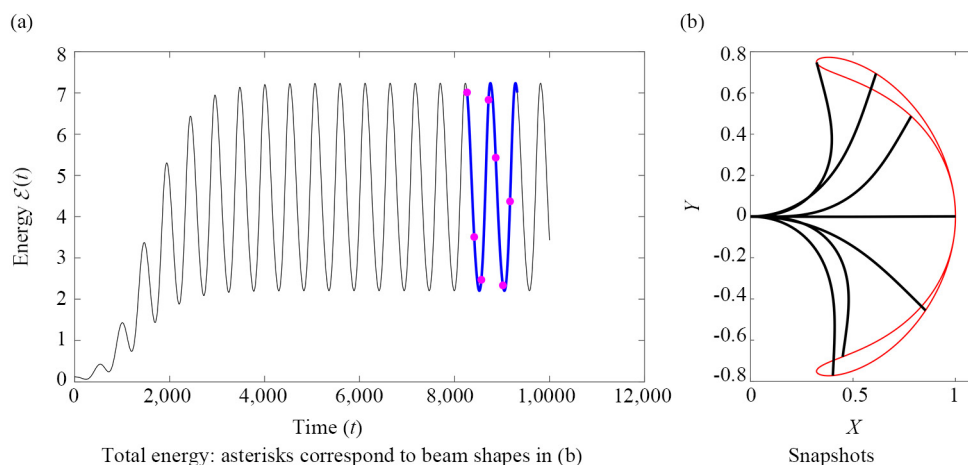 (a)
8
7
6
5
4
3
2
1
0
Energy ℰ(t)
0 2,000 4,000 6,000 8,000 1,0000 12,000
Time (t)
Total energy: asterisks correspond to beam shapes in (b)
(b)
0.8
0.6
0.4
0.2
0
-0.2
-0.4
-0.6
-0.8
Y
0 0.5 1
X
Snapshots